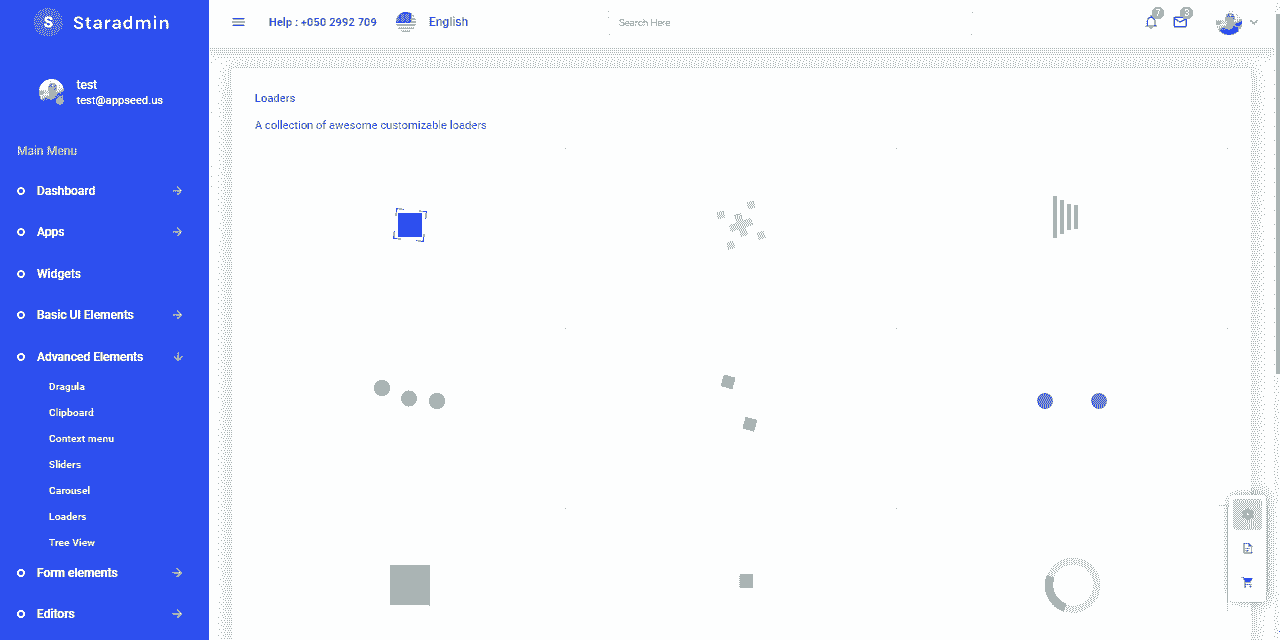 S Staradmin
Help : +050 2992 709
English
Search Here
7
3
test
test@appseed.us
Main Menu
Dashboard
Apps
Widgets
Basic UI Elements
Advanced Elements
Dragula
Clipboard
Context menu
Sliders
Carousel
Loaders
Tree View
Form elements
Editors
Loaders
A collection of awesome customizable loaders